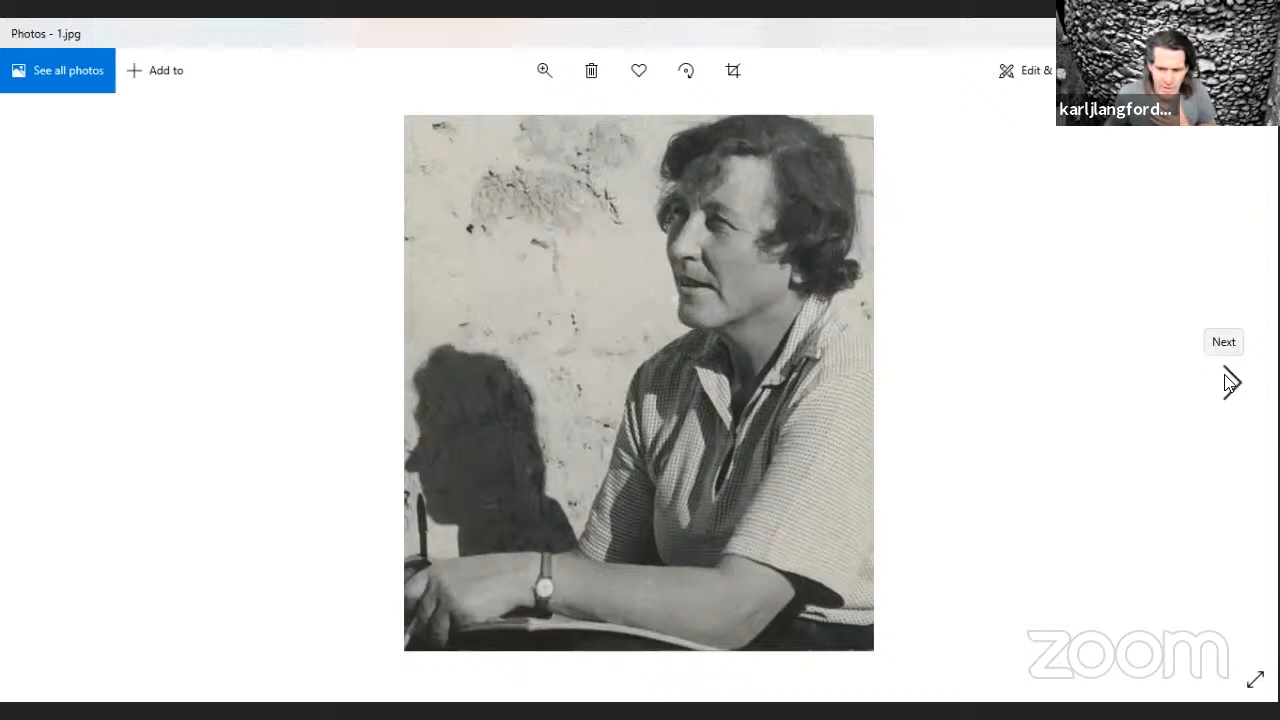 Photos - 1.jpg
See all photos
Add to
Edit &
karljlangford...
Next
zoom